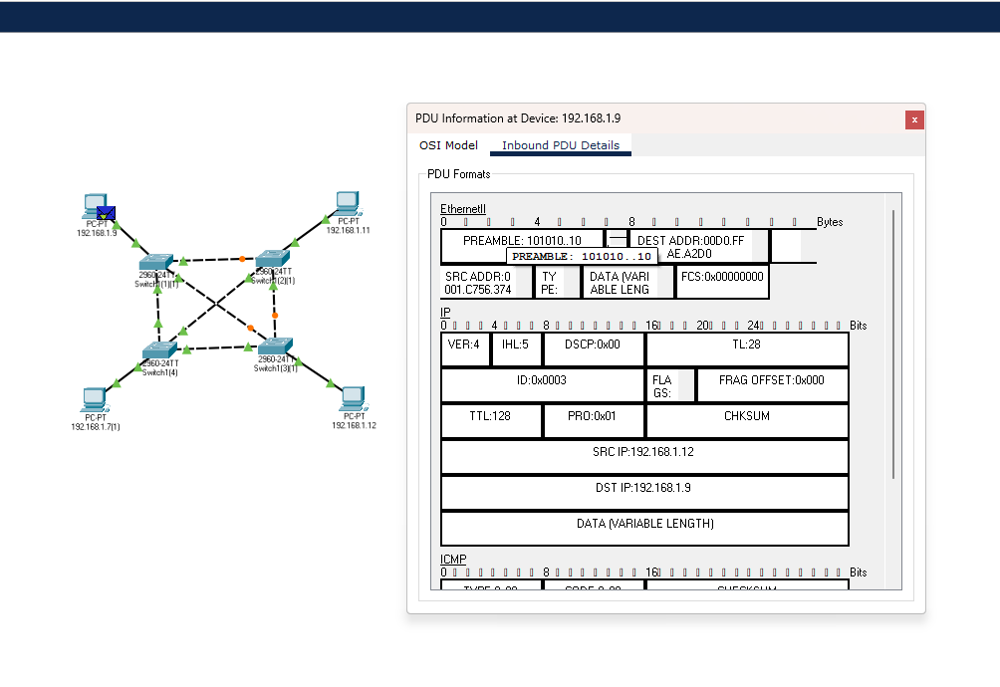 PC-PT
192.168.1.9
PC-PT
192.168.1.11
2960-24TT
Switch1(1)(1)
2960-24TT
Switch1(2)(1)
2960-24TT
Switch1(4)
2960-24TT
Switch1(3)(1)
PC-PT
192.168.1.7(1)
PC-PT
192.168.1.12
PDU Information at Device: 192.168.1.9
x
OSI Model Inbound PDU Details
PDU Formats
EthernetII
0 4 8 Bytes
PREAMBLE: 101010..10 DEST ADDR:00D0.FF
AE.A2D0
PREAMBLE: 101010..10
SRC ADDR:0 TY DATA (VARI FCS:0x00000000
001.C756.374 PE: ABLE LENG
IP
0 4 8 16 20 24 Bits
VER:4 IHL:5 DSCP:0x00 TL:28
ID:0x0003 FLA FRAG OFFSET:0x000
GS:
TTL:128 PRO:0x01 CHKSUM
SRC IP:192.168.1.12
DST IP:192.168.1.9
DATA (VARIABLE LENGTH)
ICMP
0 8 16 Bits